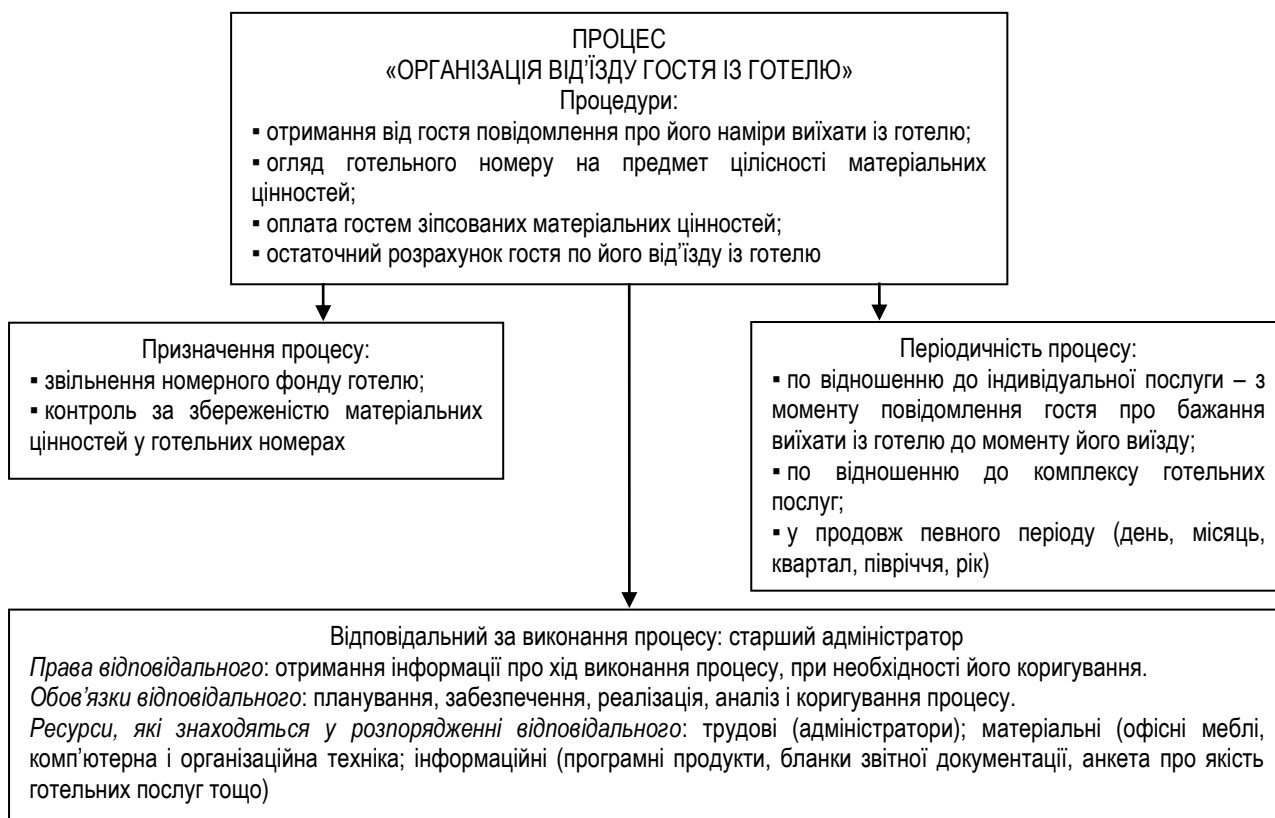 ПРОЦЕС
«ОРГАНІЗАЦІЯ ВІД'ЇЗДУ ГОСТЯ ІЗ ГОТЕЛЮ»
Процедури:
▪ отримання від гостя повідомлення про його наміри виїхати із готелю;
▪ огляд готельного номеру на предмет цілісності матеріальних
цінностей;
▪ оплата гостем зіпсованих матеріальних цінностей;
▪ остаточний розрахунок гостя по його від'їзду із готелю
Призначення процесу:
▪ звільнення номерного фонду готелю;
▪ контроль за збереженістю матеріальних
цінностей у готельних номерах
Періодичність процесу:
▪ по відношенню до індивідуальної послуги – з
моменту повідомлення гостя про бажання
виїхати із готелю до моменту його виїзду;
▪ по відношенню до комплексу готельних
послуг;
▪ у продовж певного періоду (день, місяць,
квартал, півріччя, рік)
Відповідальний за виконання процесу: старший адміністратор
Права відповідального: отримання інформації про хід виконання процесу, при необхідності його коригування.
Обов’язки відповідального: планування, забезпечення, реалізація, аналіз і коригування процесу.
Ресурси, які знаходяться у розпорядженні відповідального: трудові (адміністратори); матеріальні (офісні меблі,
комп’ютерна і організаційна техніка; інформаційні (програмні продукти, бланки звітної документації, анкета про якість
готельних послуг тощо)